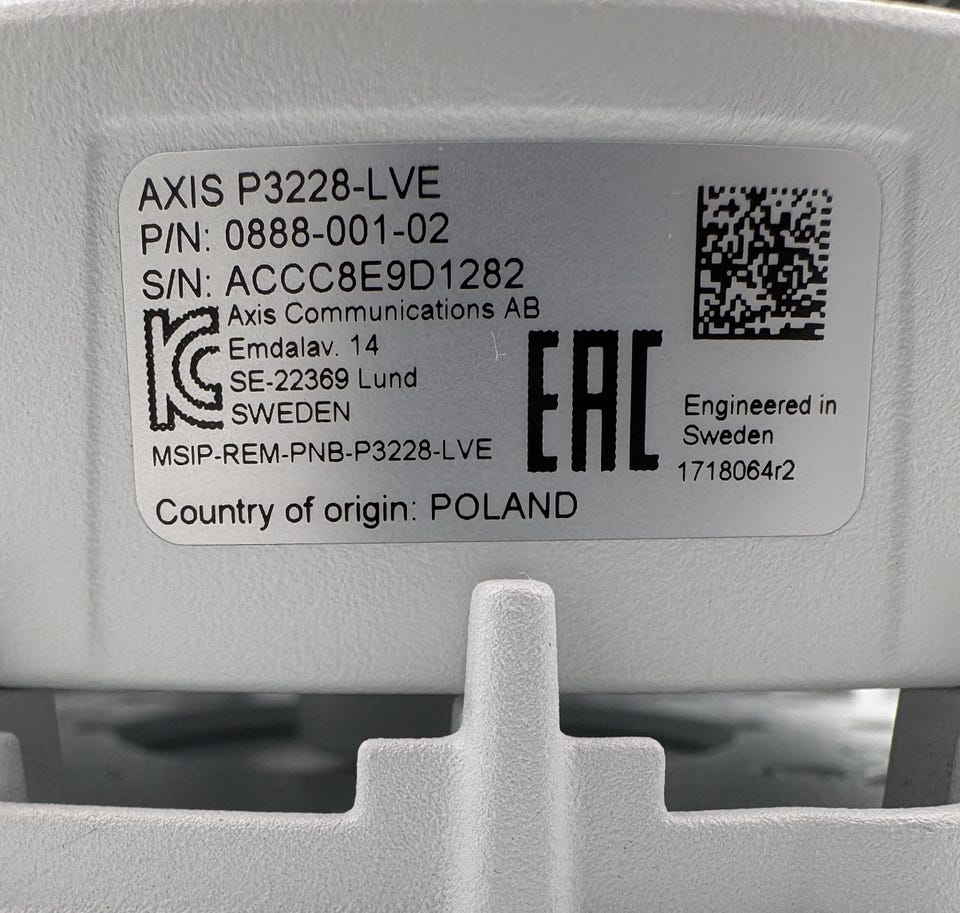 AXIS P3228-LVE
P/N: 0888-001-02
S/N: ACCC8E9D1282
Axis Communications AB
Emdalav. 14
SE-22369 Lund
SWEDEN
KC
MSIP-REM-PNB-P3228-LVE
EAC
Engineered in
Sweden
1718064r2
Country of origin: POLAND